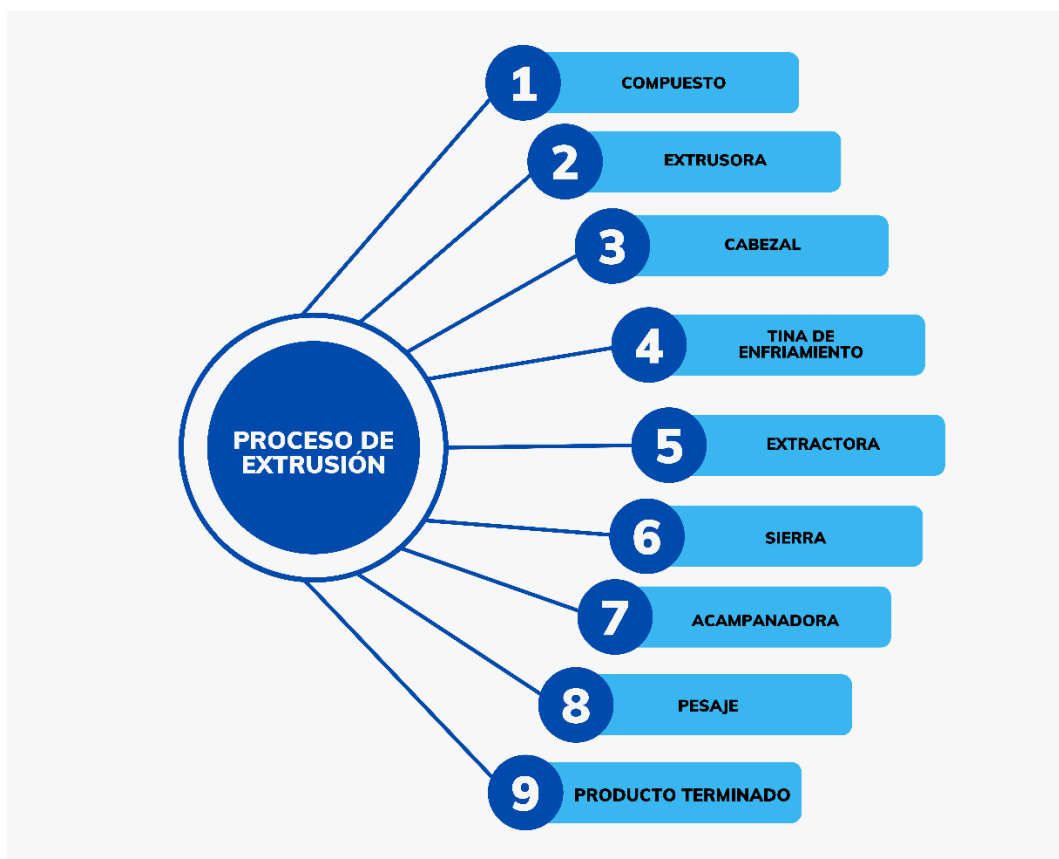 1
COMPUESTO
2
EXTRUSORA
3
CABEZAL
4
TINA DE
ENFRIAMIENTO
PROCESO DE
EXTRUSIÓN
5
EXTRACTORA
6
SIERRA
7
ACAMPANADORA
8
PESAJE
9
PRODUCTO TERMINADO